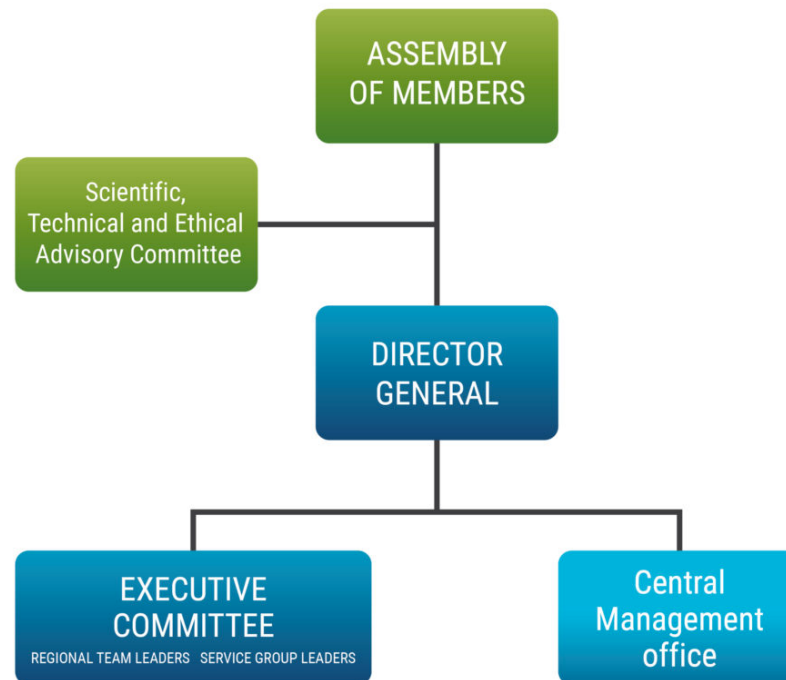 ASSEMBLY
OF MEMBERS
Scientific,
Technical and Ethical
Advisory Committee
DIRECTOR
GENERAL
EXECUTIVE
COMMITTEE
REGIONAL TEAM LEADERS SERVICE GROUP LEADERS
Central
Management
office